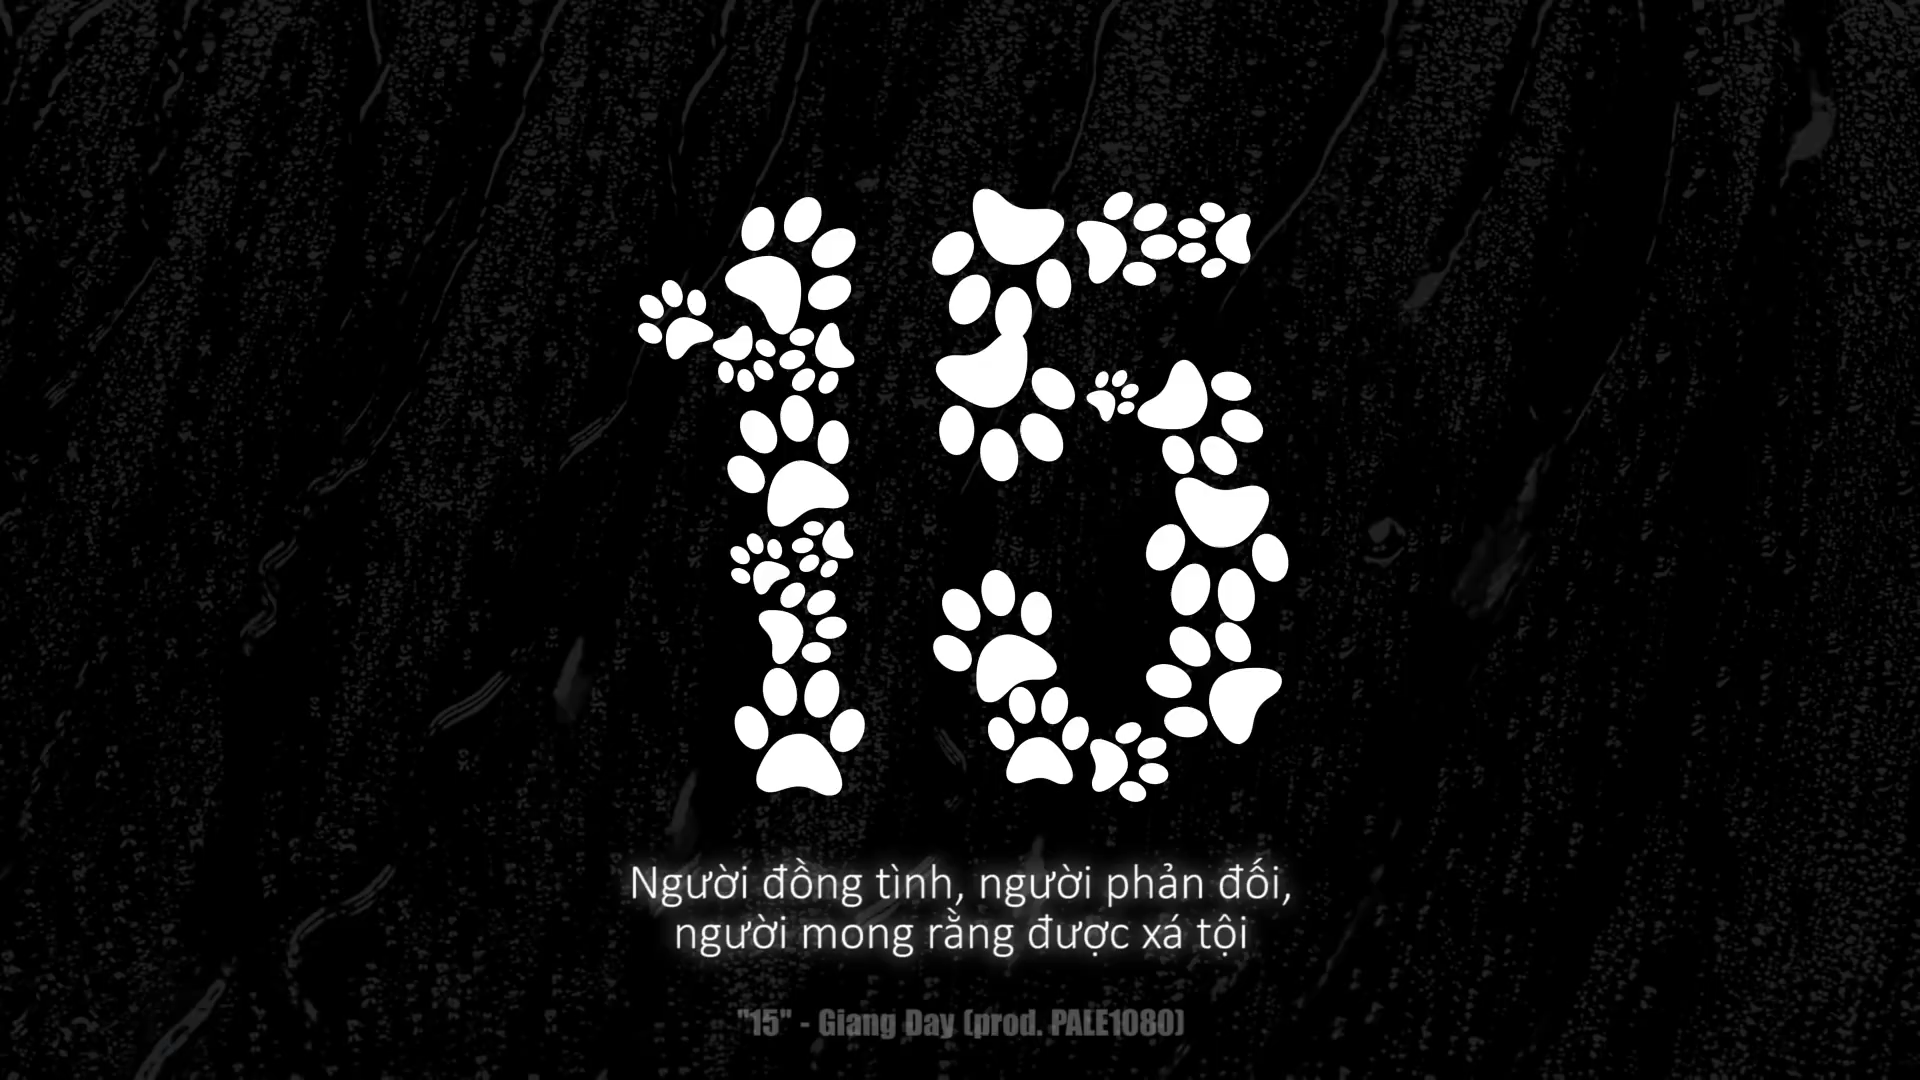 15
Người đồng tình, người phản đối,
người mong rằng được xá tội
"15" - Giang Day (prod. PALE1080)